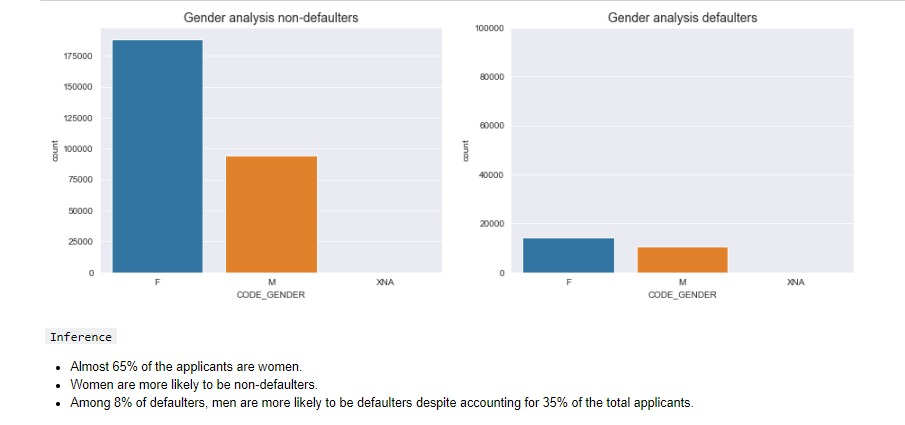 Gender analysis non-defaulters
175000
150000
125000
100000
75000
50000
25000
0
count
F M XNA
CODE_GENDER
Gender analysis defaulters
100000
80000
60000
40000
20000
0
count
F M XNA
CODE_GENDER
Inference
• Almost 65% of the applicants are women.
• Women are more likely to be non-defaulters.
• Among 8% of defaulters, men are more likely to be defaulters despite accounting for 35% of the total applicants.